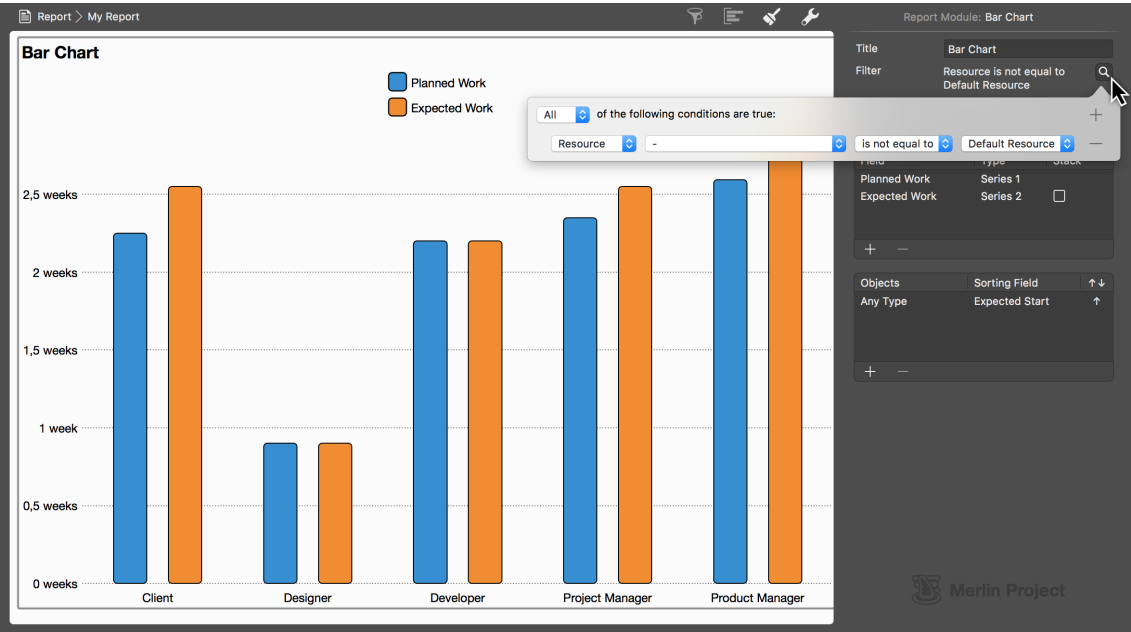 Report > My Report
Report Module: Bar Chart
Bar Chart
Planned Work
Expected Work
2,5 weeks
2 weeks
1,5 weeks
1 week
0,5 weeks
0 weeks
Client Designer Developer Project Manager Product Manager
Title Bar Chart
Filter Resource is not equal to
Default Resource
All of the following conditions are true: +
Resource - is not equal to Default Resource —
Field Type Stack
Planned Work Series 1
Expected Work Series 2
+ —
Objects Sorting Field ↑↓
Any Type Expected Start ↑
+ —
Merlin Project